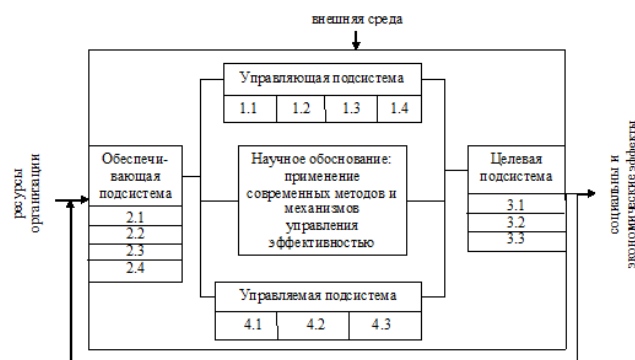 внешняя среда
Управляющая подсистема
1.1 1.2 1.3 1.4
Обеспечи-
вающая
подсистема
2.1
2.2
2.3
2.4
Научное обоснование:
применение
современных методов и
механизмов
управления
эффективностью
Целевая
подсистема
3.1
3.2
3.3
Управляемая подсистема
4.1 4.2 4.3
ресурсы
организации
социальны и
экономические эффекты